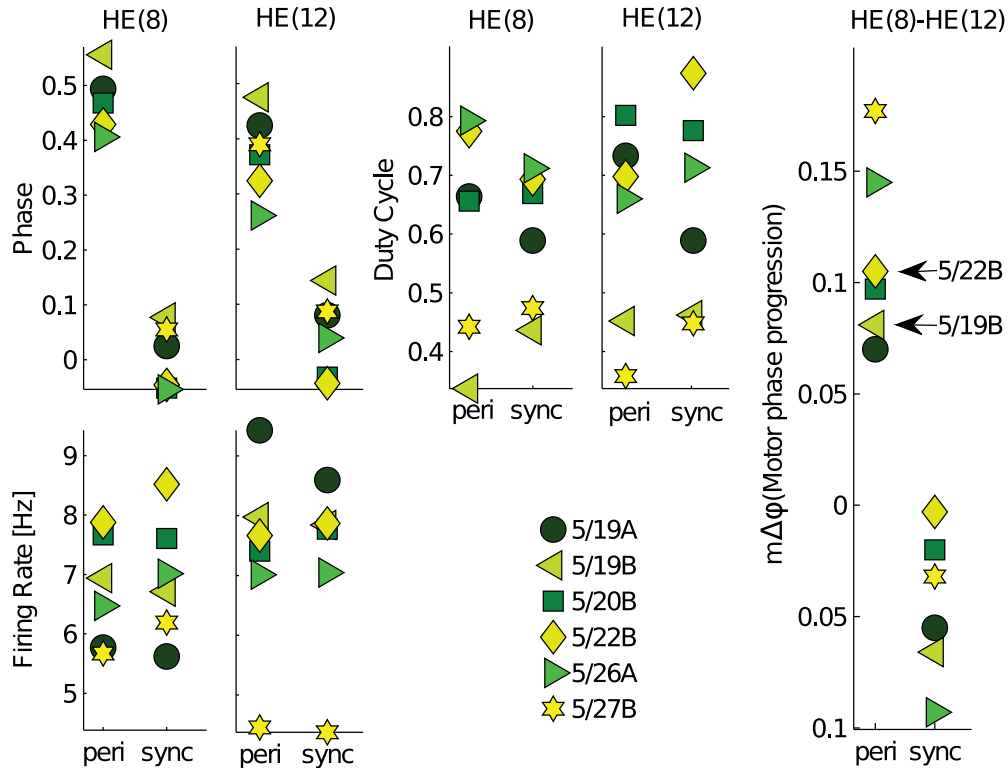 HE(8)
HE(12)
Phase
0.5
0.4
0.3
0.2
0.1
0
HE(8)
HE(12)
Duty Cycle
0.8
0.7
0.6
0.5
0.4
peri sync
peri sync
Firing Rate [Hz]
9
8
7
6
5
peri sync
peri sync
5/19A
5/19B
5/20B
5/22B
5/26A
5/27B
HE(8)-HE(12)
mΔφ(Motor phase progression)
0.15
0.1
0.05
0
0.05
0.1
5/22B
5/19B
peri sync